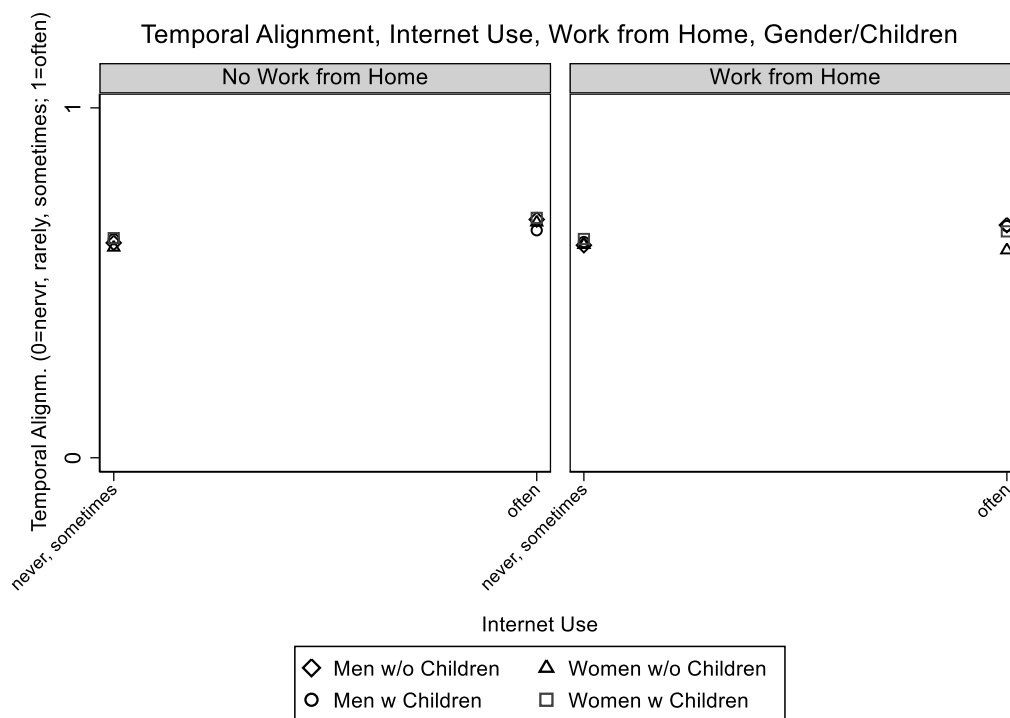 Temporal Alignment, Internet Use, Work from Home, Gender/Children
No Work from Home
Work from Home
Temporal Alignm. (0=nervr, rarely, sometimes; 1=often)
1
0
never, sometimes
often
never, sometimes
often
Internet Use
Men w/o Children
Women w/o Children
Men w Children
Women w Children